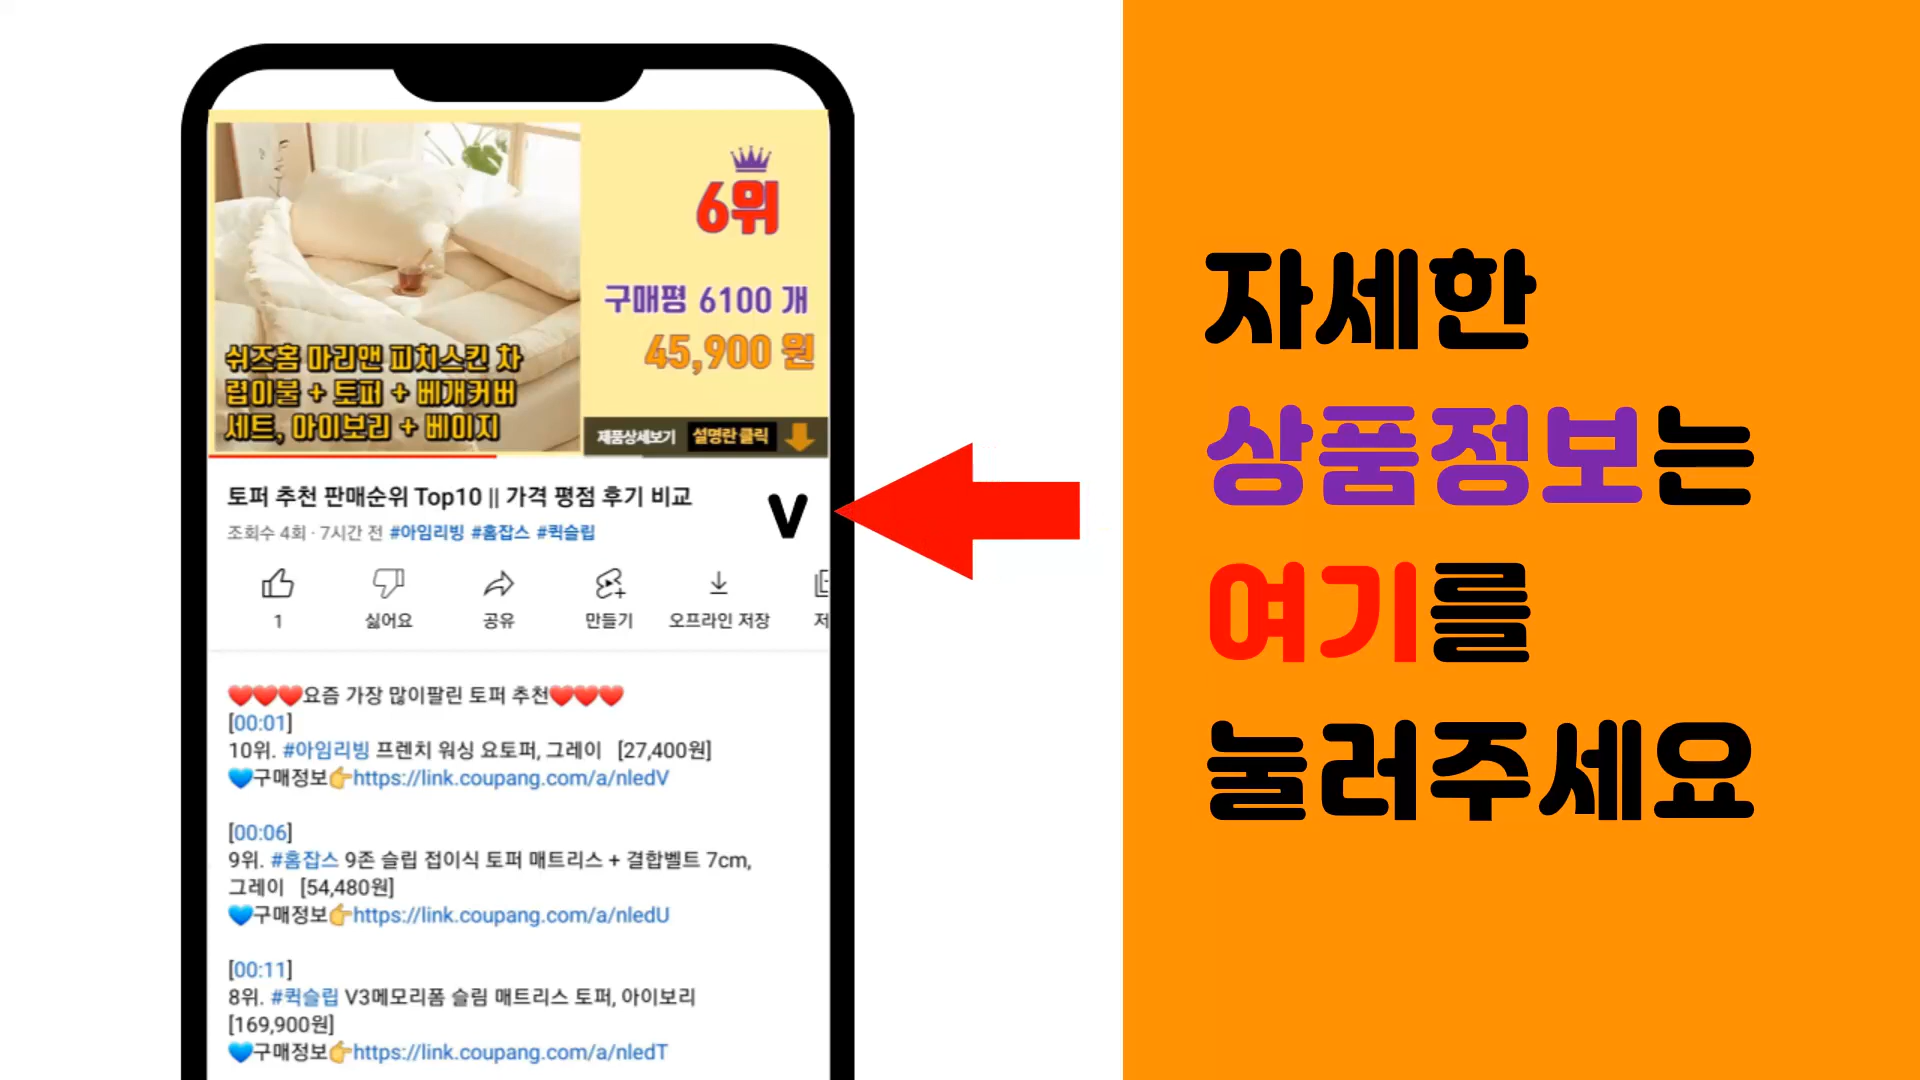 6위
구매평 6100 개
45,900 원
쉬즈홈 마리앤 피치스킨 차
렵이불 + 토퍼 + 베개커버
세트, 아이보리 + 베이지
제품상세보기 설명란 클릭
토퍼 추천 판매순위 Top10 || 가격 평점 후기 비교
V
조회수 4회 · 7시간 전 #아임리빙 #홈잡스 #퀵슬립
1 싫어요 공유 만들기 오프라인 저장 저
❤❤❤요즘 가장 많이팔린 토퍼 추천❤❤❤
[00:01]
10위. #아임리빙 프렌치 워싱 요토퍼, 그레이 [27,400원]
💙구매정보👉https://link.coupang.com/a/nledV
[00:06]
9위. #홈잡스 9존 슬립 접이식 토퍼 매트리스 + 결합벨트 7cm,
그레이 [54,480원]
💙구매정보👉https://link.coupang.com/a/nledU
[00:11]
8위. #퀵슬립 V3메모리폼 슬림 매트리스 토퍼, 아이보리
[169,900원]
💙구매정보👉https://link.coupang.com/a/nledT
자세한
상품정보는
여기를
눌러주세요